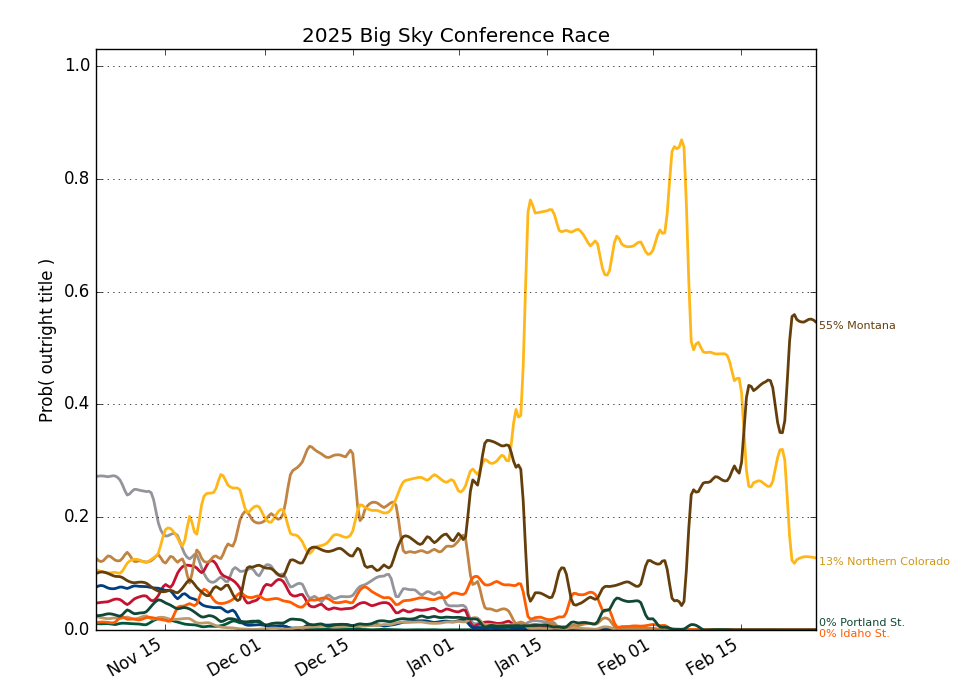 2025 Big Sky Conference Race
Prob( outright title )
1.0
0.8
0.6
0.4
0.2
0.0
55% Montana
13% Northern Colorado
0% Portland St.
0% Idaho St.
Nov 15
Dec 01
Dec 15
Jan 01
Jan 15
Feb 01
Feb 15